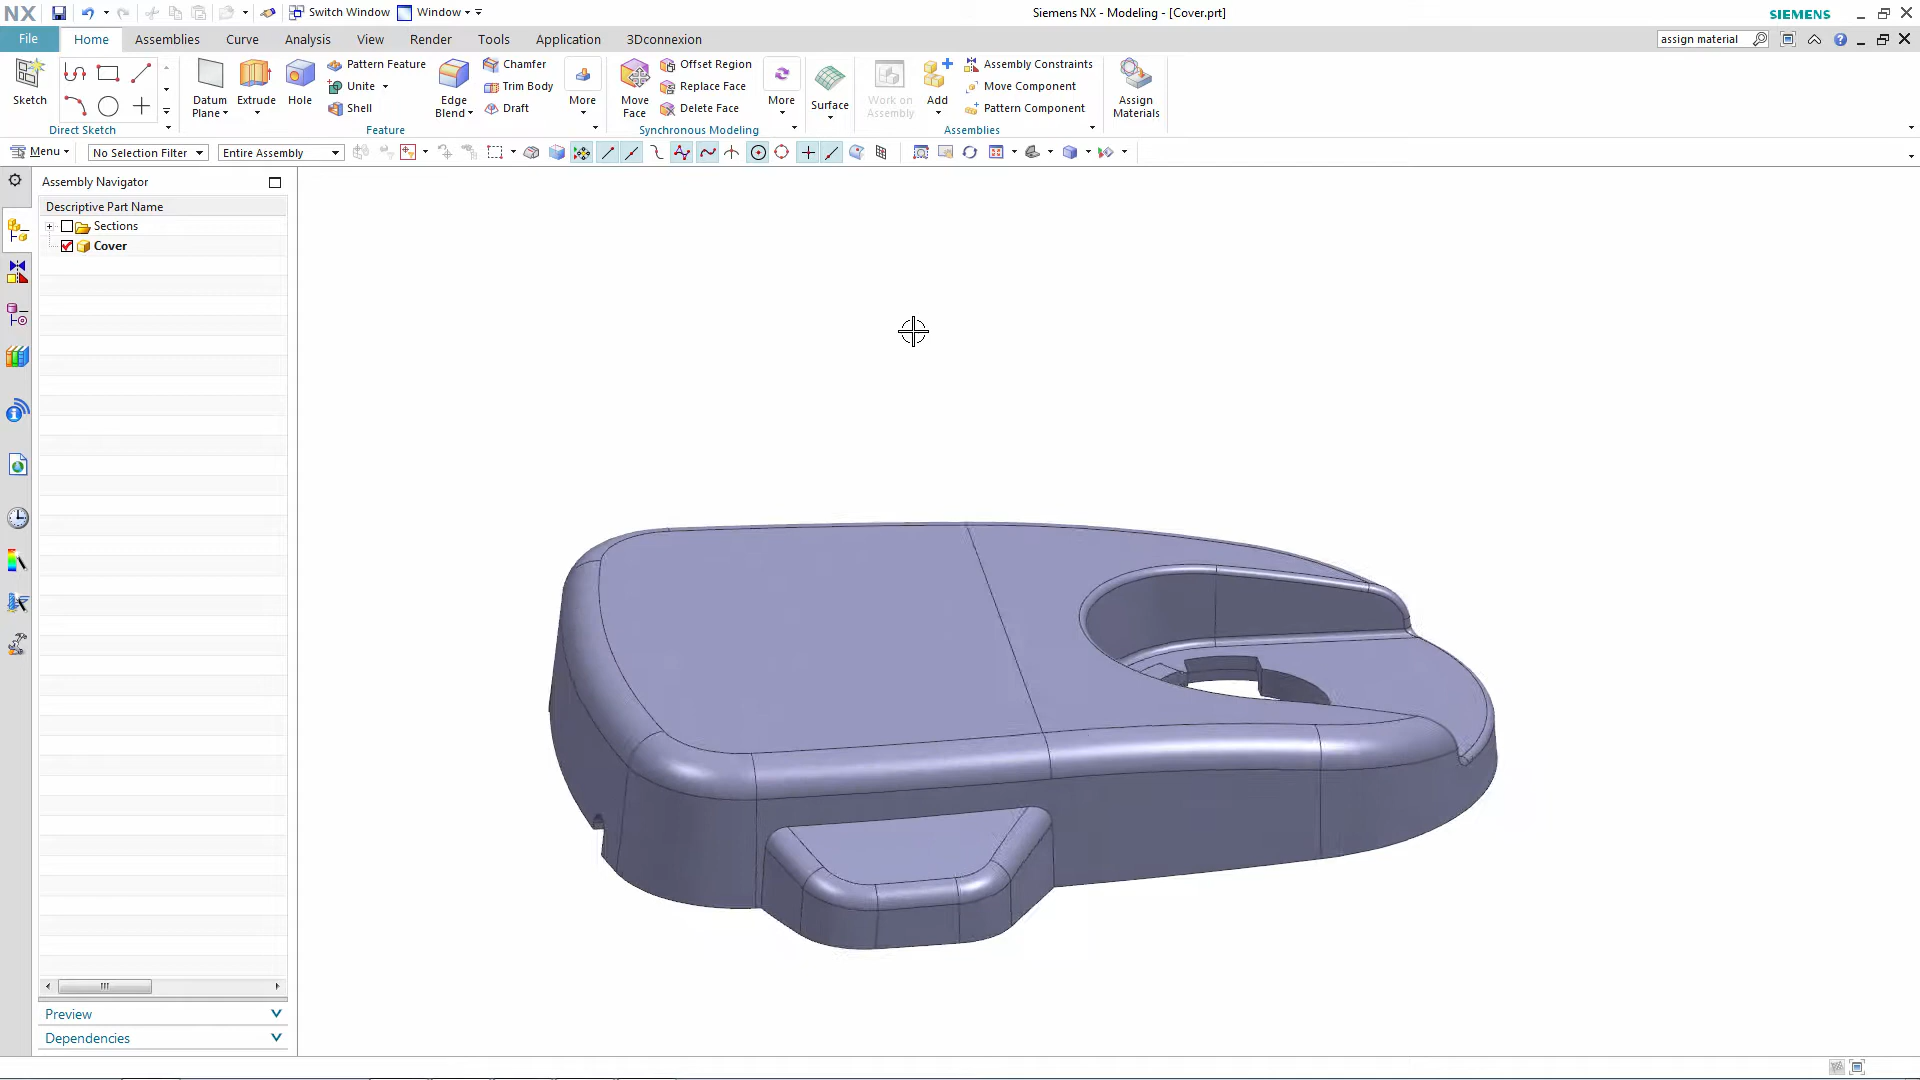 NX Switch Window Window Siemens NX - Modeling - [Cover.prt] SIEMENS
File Home Assemblies Curve Analysis View Render Tools Application 3Dconnexion assign material
Sketch
Direct Sketch
Datum Plane
Extrude
Hole
Pattern Feature
Unite
Shell
Edge Blend
Chamfer
Trim Body
Draft
More
Feature
Move Face
Offset Region
Replace Face
Delete Face
More
Synchronous Modeling
Surface
Work on Assembly
Add
Assembly Constraints
Move Component
Pattern Component
Assemblies
Assign Materials
Menu No Selection Filter Entire Assembly
Assembly Navigator
Descriptive Part Name
Sections
Cover
Preview
Dependencies